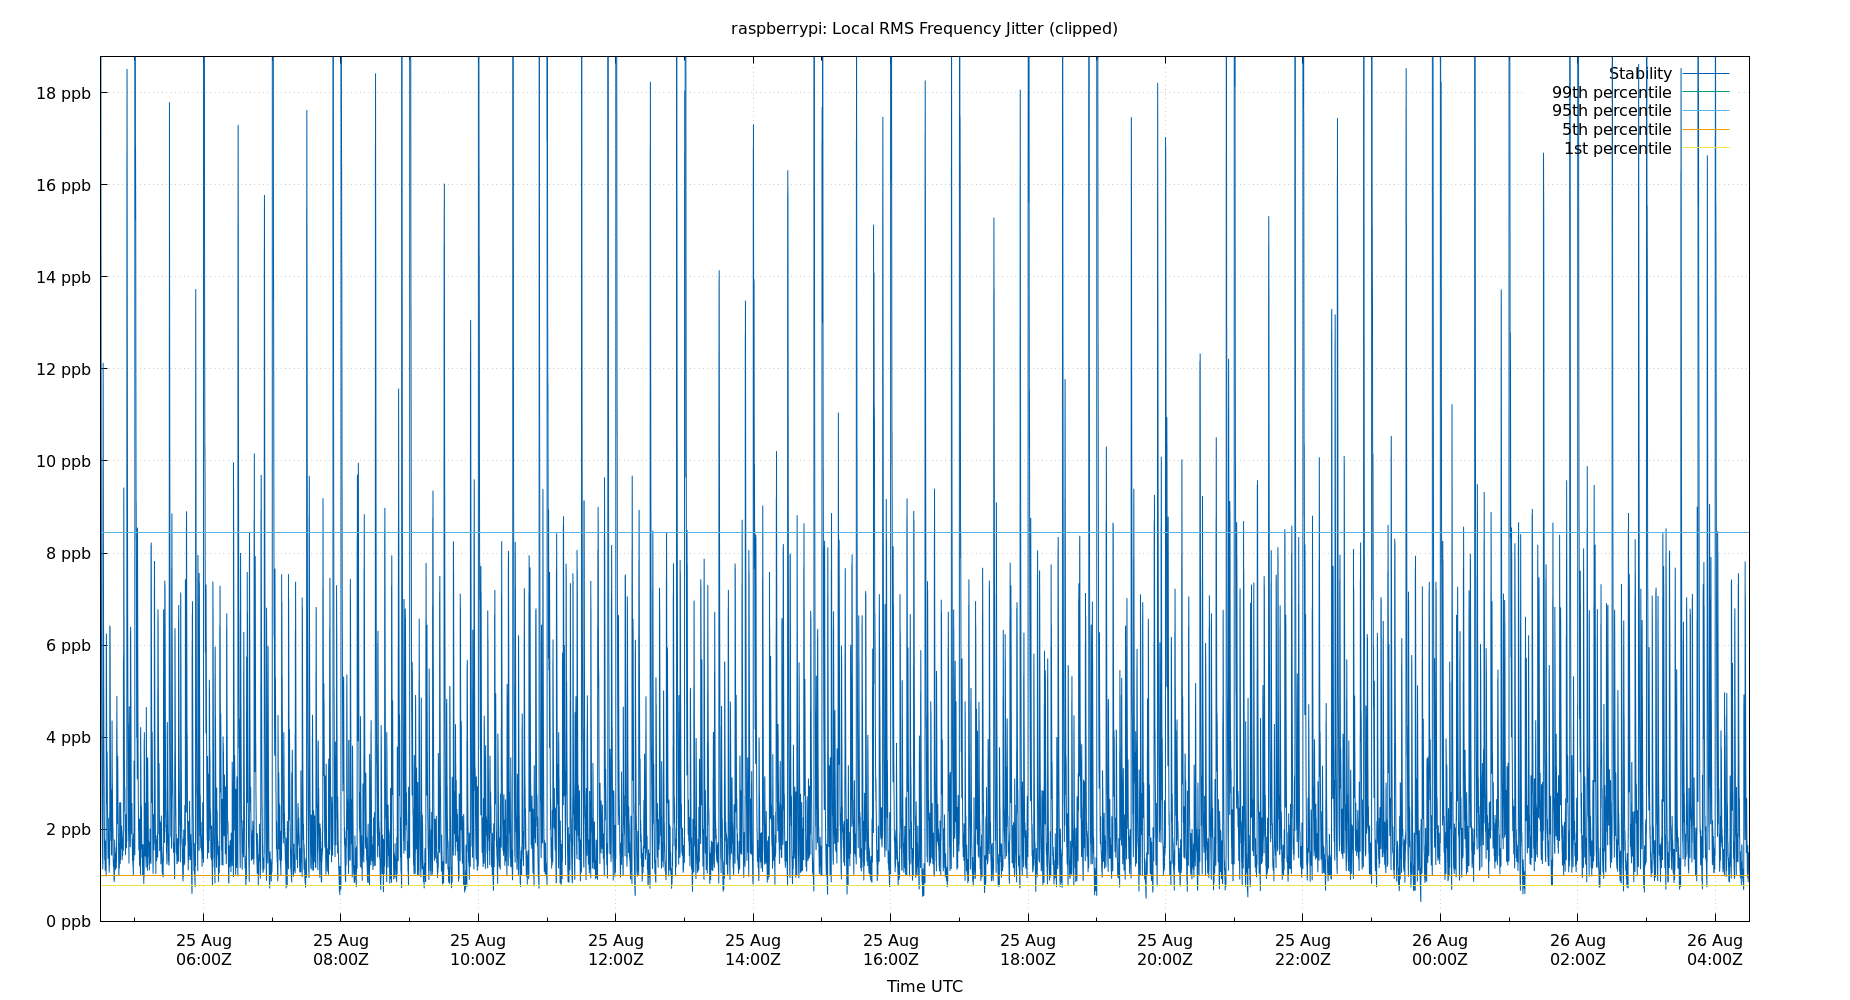 raspberrypi: Local RMS Frequency Jitter (clipped)
Stability
99th percentile
95th percentile
5th percentile
1st percentile
18 ppb
16 ppb
14 ppb
12 ppb
10 ppb
8 ppb
6 ppb
4 ppb
2 ppb
0 ppb
25 Aug 25 Aug 25 Aug 25 Aug 25 Aug 25 Aug 25 Aug 25 Aug 25 Aug 26 Aug 26 Aug 26 Aug
06:00Z 08:00Z 10:00Z 12:00Z 14:00Z 16:00Z 18:00Z 20:00Z 22:00Z 00:00Z 02:00Z 04:00Z
Time UTC